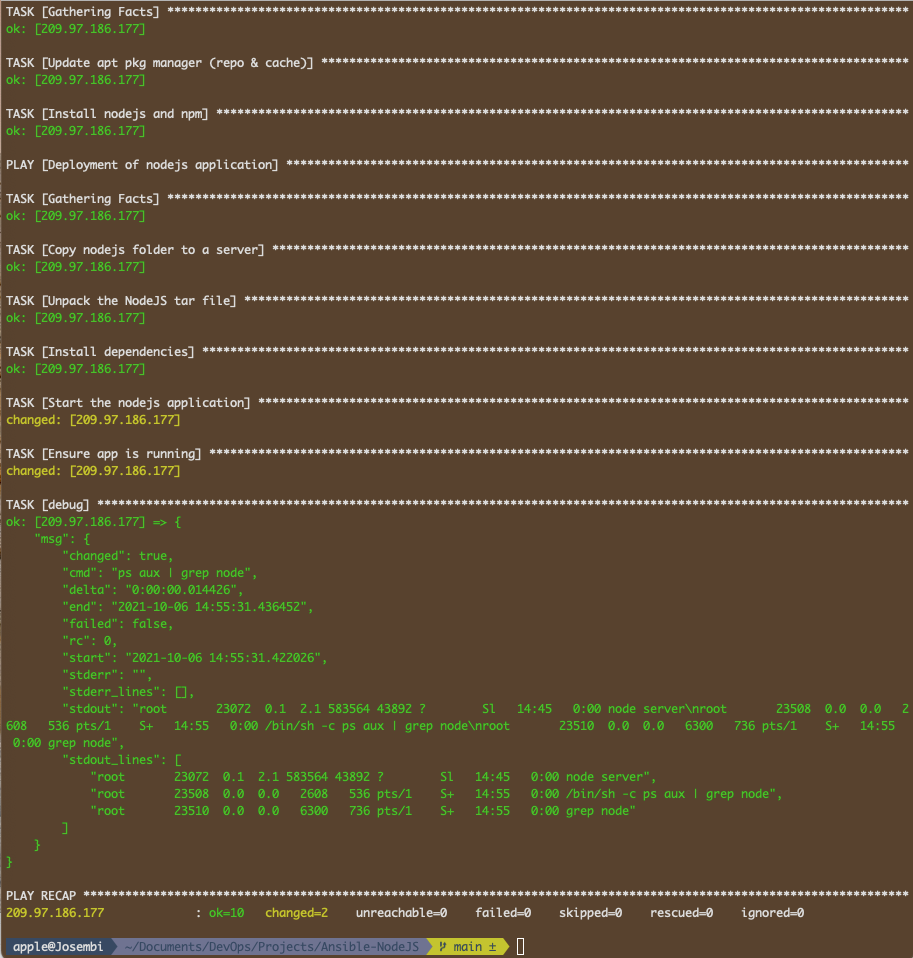 TASK [Gathering Facts] **********************************************************************************************************
ok: [209.97.186.177]
TASK [Update apt pkg manager (repo & cache)] ************************************************************************************
ok: [209.97.186.177]
TASK [Install nodejs and npm] ***************************************************************************************************
ok: [209.97.186.177]
PLAY [Deployment of nodejs application] *****************************************************************************************
TASK [Gathering Facts] **********************************************************************************************************
ok: [209.97.186.177]
TASK [Copy nodejs folder to a server] *******************************************************************************************
ok: [209.97.186.177]
TASK [Unpack the NodeJS tar file] ***********************************************************************************************
ok: [209.97.186.177]
TASK [Install dependencies] *****************************************************************************************************
ok: [209.97.186.177]
TASK [Start the nodejs application] *********************************************************************************************
changed: [209.97.186.177]
TASK [Ensure app is running] ****************************************************************************************************
changed: [209.97.186.177]
TASK [debug] ********************************************************************************************************************
ok: [209.97.186.177] => {
    "msg": {
        "changed": true,
        "cmd": "ps aux | grep node",
        "delta": "0:00:00.014426",
        "end": "2021-10-06 14:55:31.436452",
        "failed": false,
        "rc": 0,
        "start": "2021-10-06 14:55:31.422026",
        "stderr": "",
        "stderr_lines": [],
        "stdout": "root       23072  0.1  2.1 583564 43892 ?        Sl   14:45   0:00 node server\nroot       23508  0.0  0.0   2
608   536 pts/1    S+   14:55   0:00 /bin/sh -c ps aux | grep node\nroot       23510  0.0  0.0   6300   736 pts/1    S+   14:55
 0:00 grep node",
        "stdout_lines": [
            "root       23072  0.1  2.1 583564 43892 ?        Sl   14:45   0:00 node server",
            "root       23508  0.0  0.0   2608   536 pts/1    S+   14:55   0:00 /bin/sh -c ps aux | grep node",
            "root       23510  0.0  0.0   6300   736 pts/1    S+   14:55   0:00 grep node"
        ]
    }
}
PLAY RECAP **********************************************************************************************************************
209.97.186.177             : ok=10   changed=2    unreachable=0    failed=0    skipped=0    rescued=0    ignored=0
apple@Josembi ~/Documents/DevOps/Projects/Ansible-NodeJS main ±